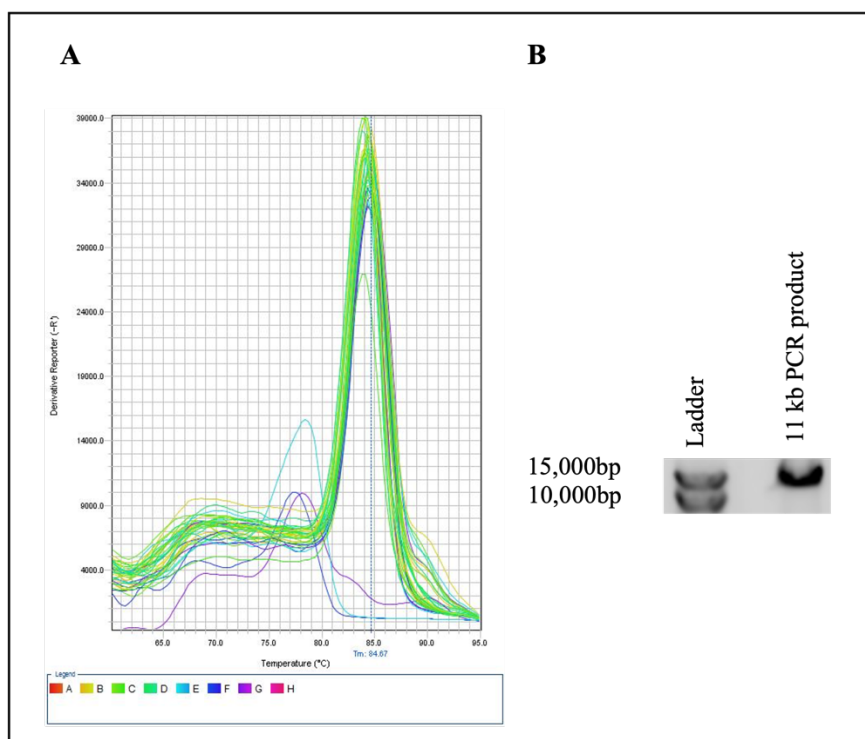 A
B
39000.0
34000.0
29000.0
24000.0
19000.0
14000.0
9000.0
4000.0
Derivative Reporter (-R')
65.0 70.0 75.0 80.0 85.0 90.0 95.0
Tm: 84.67
Temperature (°C)
Legend
A B C D E F G H
Ladder
11 kb PCR product
15,000bp
10,000bp